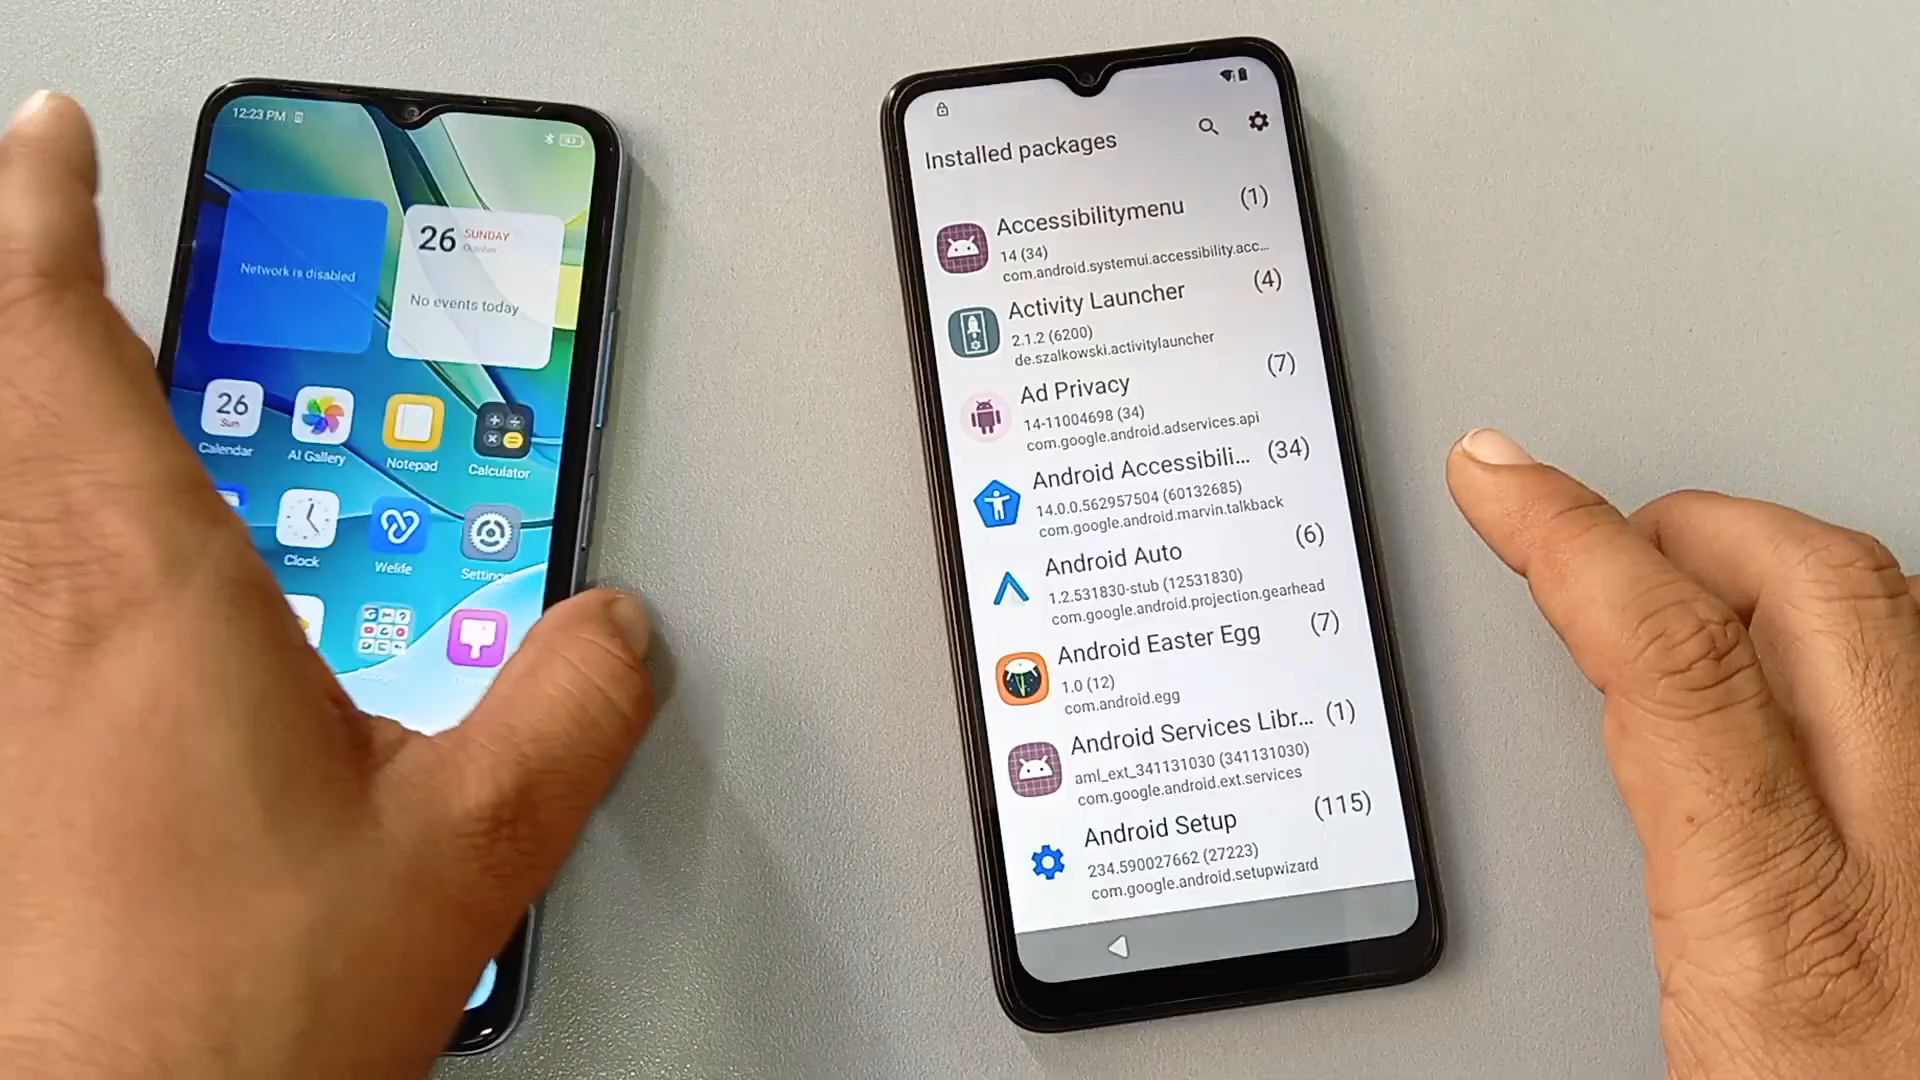 12:23 PM
Network is disabled
26 SUNDAY
October
No events today
26
Sun
Calendar
AI Gallery
Notepad
Calculator
Clock
Welife
Settings
Installed packages
Accessibilitymenu (1)
14 (34)
com.android.systemui.accessibility.acc...
Activity Launcher (4)
2.1.2 (6200)
de.szalkowski.activitylauncher
Ad Privacy (7)
14-11004698 (34)
com.google.android.adservices.api
Android Accessibili... (34)
14.0.0.562957504 (60132685)
com.google.android.marvin.talkback
Android Auto (6)
1.2.531830-stub (12531830)
com.google.android.projection.gearhead
Android Easter Egg (7)
1.0 (12)
com.android.egg
Android Services Libr... (1)
aml_ext_341131030 (341131030)
com.google.android.ext.services
Android Setup (115)
234.590027662 (27223)
com.google.android.setupwizard